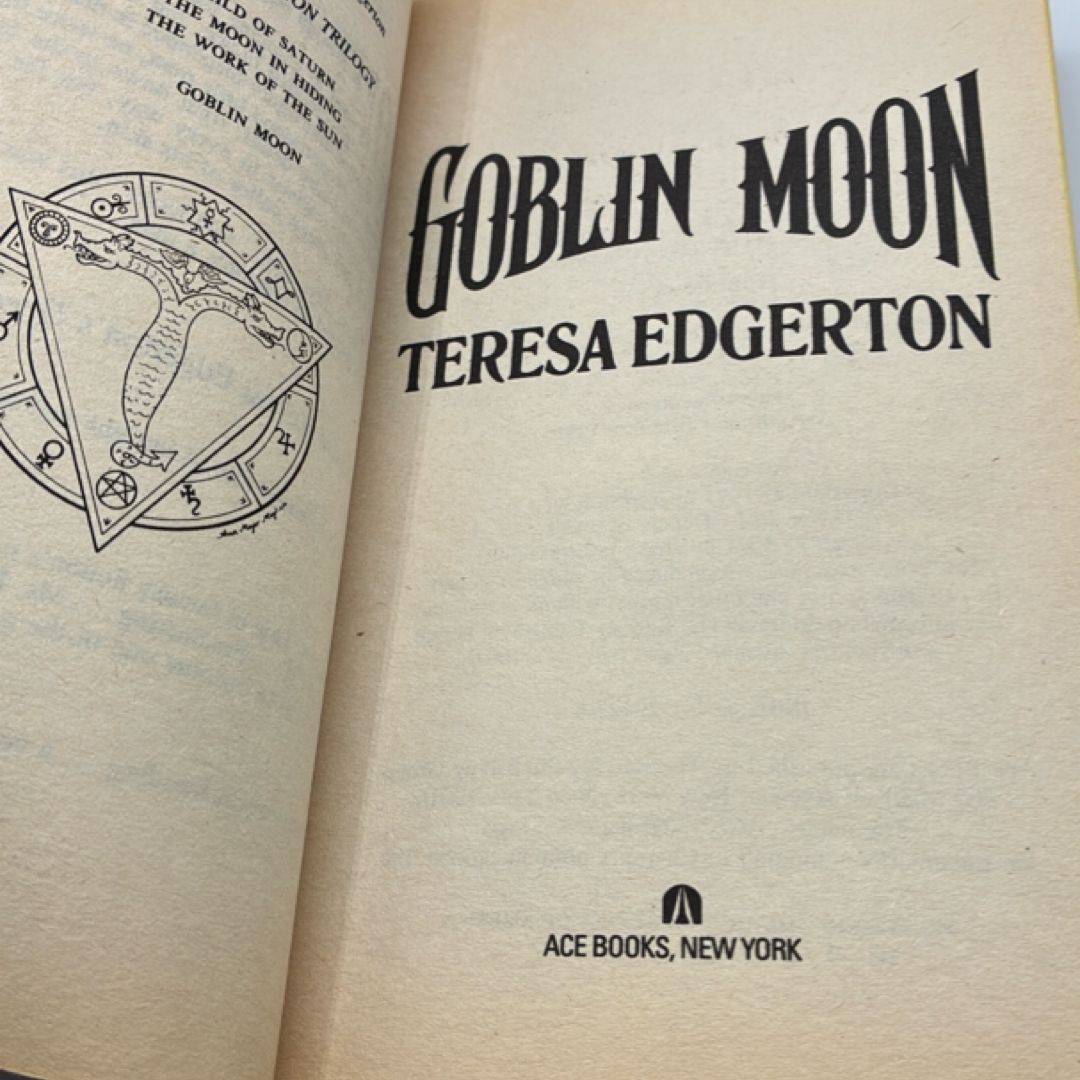 ON TRILOGY
OF SATURN
THE MOON IN HIDING
THE WORK OF THE SUN
GOBLIN MOON
GOBLIN MOON
TERESA EDGERTON
ACE BOOKS, NEW YORK